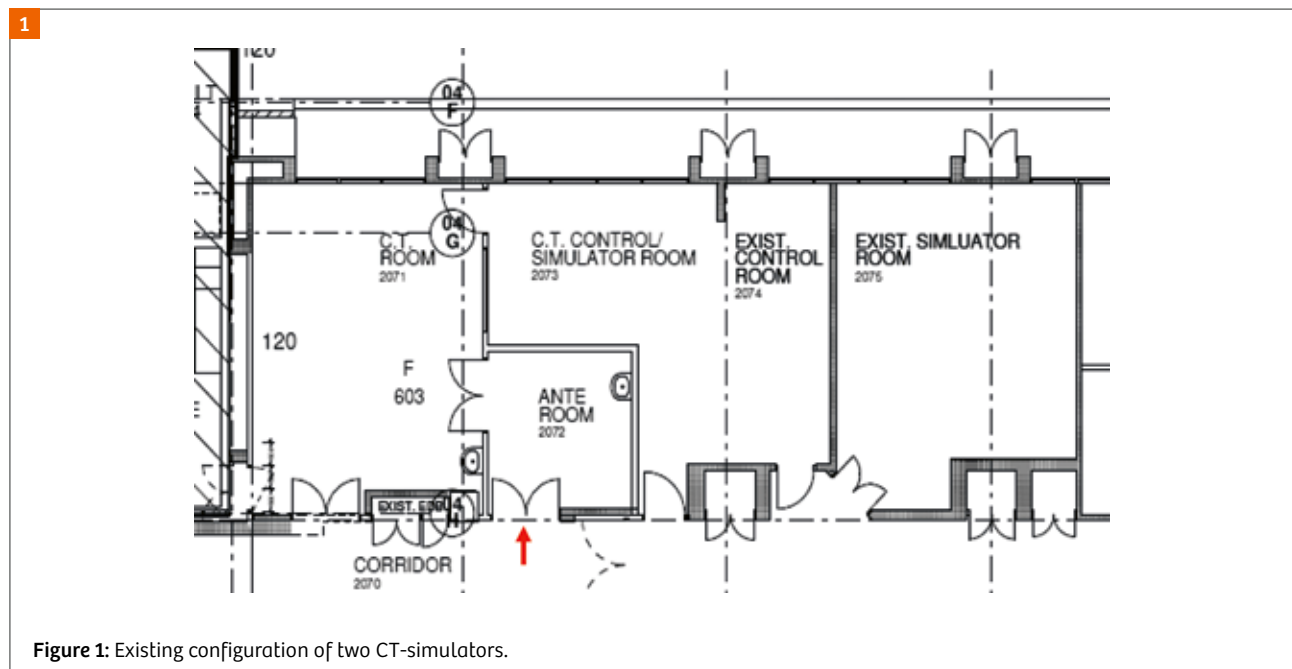 1
120
04
F
04
G
C.T.
ROOM
2071
C.T. CONTROL/
SIMULATOR ROOM
2073
EXIST.
CONTROL
ROOM
2074
EXIST. SIMLUATOR
ROOM
2075
120
F
603
ANTE
ROOM
2072
EXIST.
04
H
CORRIDOR
2070
Figure 1: Existing configuration of two CT-simulators.